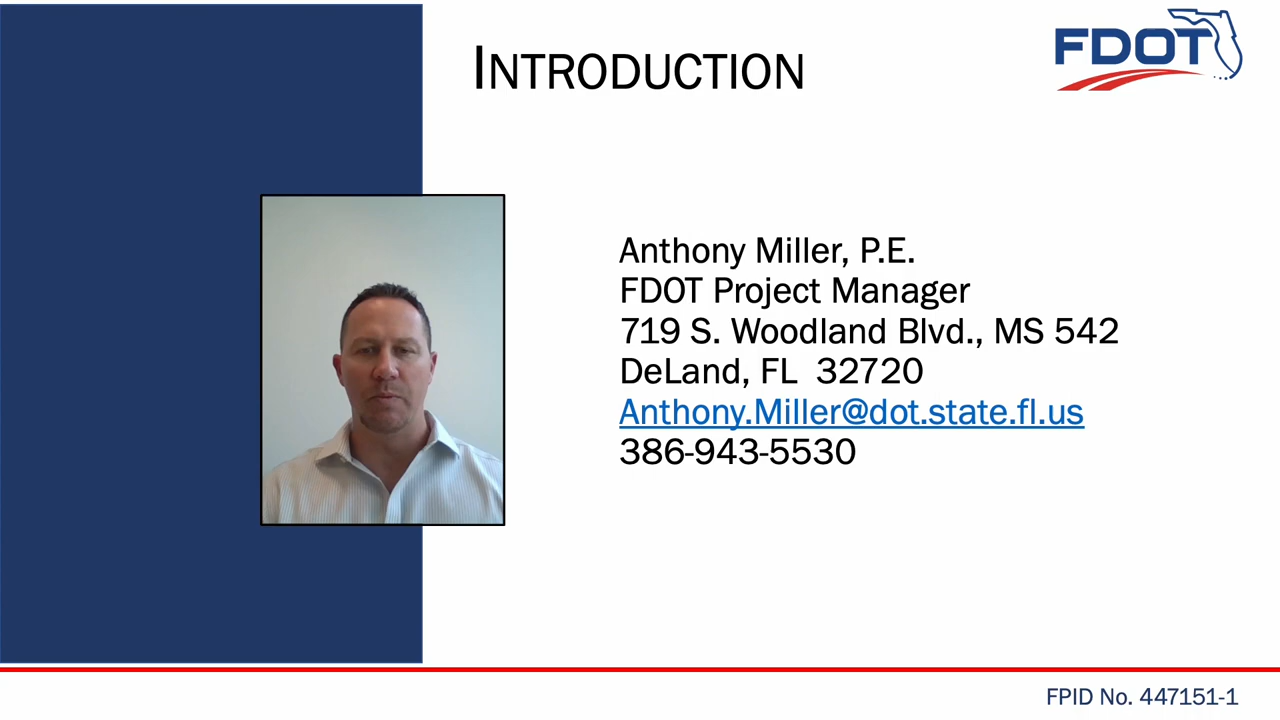 INTRODUCTION
FDOT
Anthony Miller, P.E.
FDOT Project Manager
719 S. Woodland Blvd., MS 542
DeLand, FL  32720
Anthony.Miller@dot.state.fl.us
386-943-5530
FPID No. 447151-1